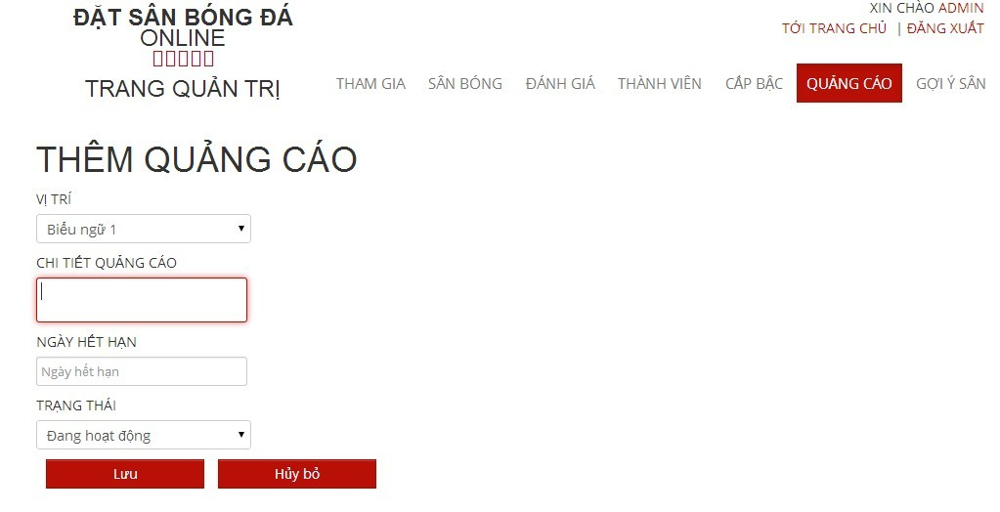 ĐẶT SÂN BÓNG ĐÁ
ONLINE
TRANG QUẢN TRỊ
XIN CHÀO ADMIN
TỚI TRANG CHỦ | ĐĂNG XUẤT
THAM GIA SÂN BÓNG ĐÁNH GIÁ THÀNH VIÊN CẤP BẬC QUẢNG CÁO GỢI Ý SÂN
THÊM QUẢNG CÁO
VỊ TRÍ
Biểu ngữ 1
CHI TIẾT QUẢNG CÁO
NGÀY HẾT HẠN
Ngày hết hạn
TRẠNG THÁI
Đang hoạt động
Lưu Hủy bỏ